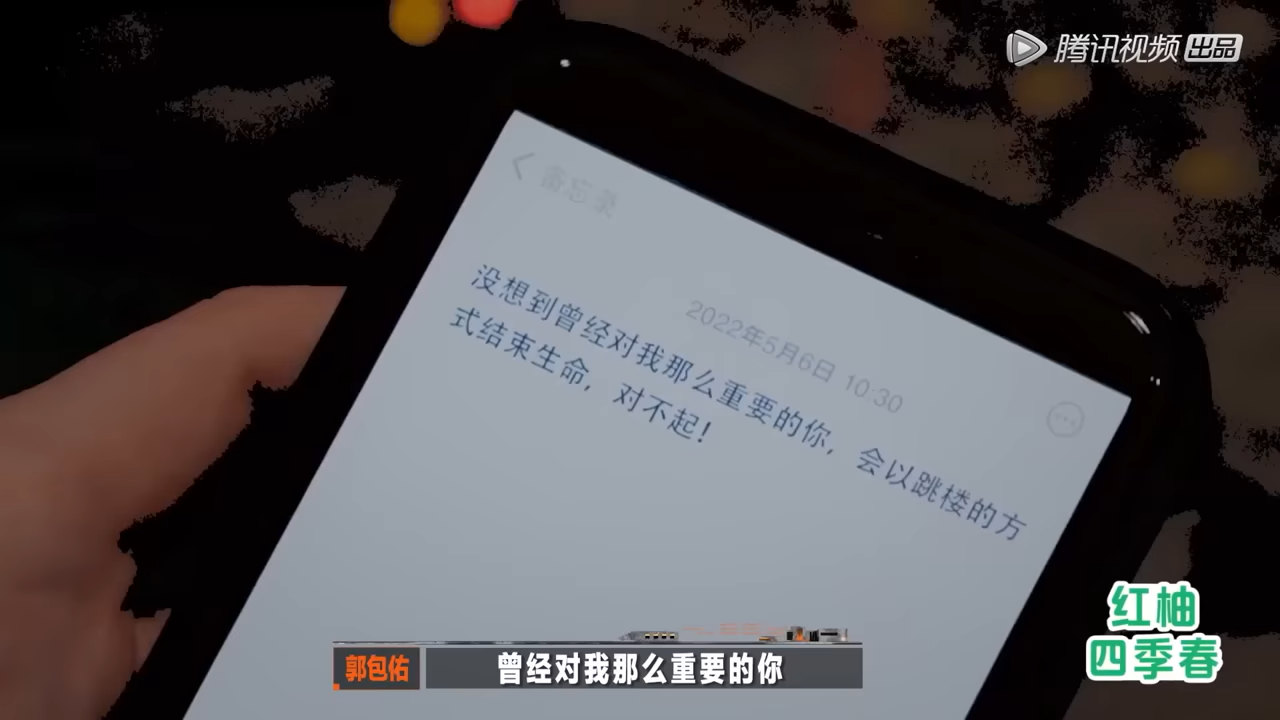 腾讯视频 出品
备忘录
2022年5月6日 10:30
没想到曾经对我那么重要的你，会以跳楼的方
式结束生命，对不起！
郭包佑
曾经对我那么重要的你
红柚
四季春